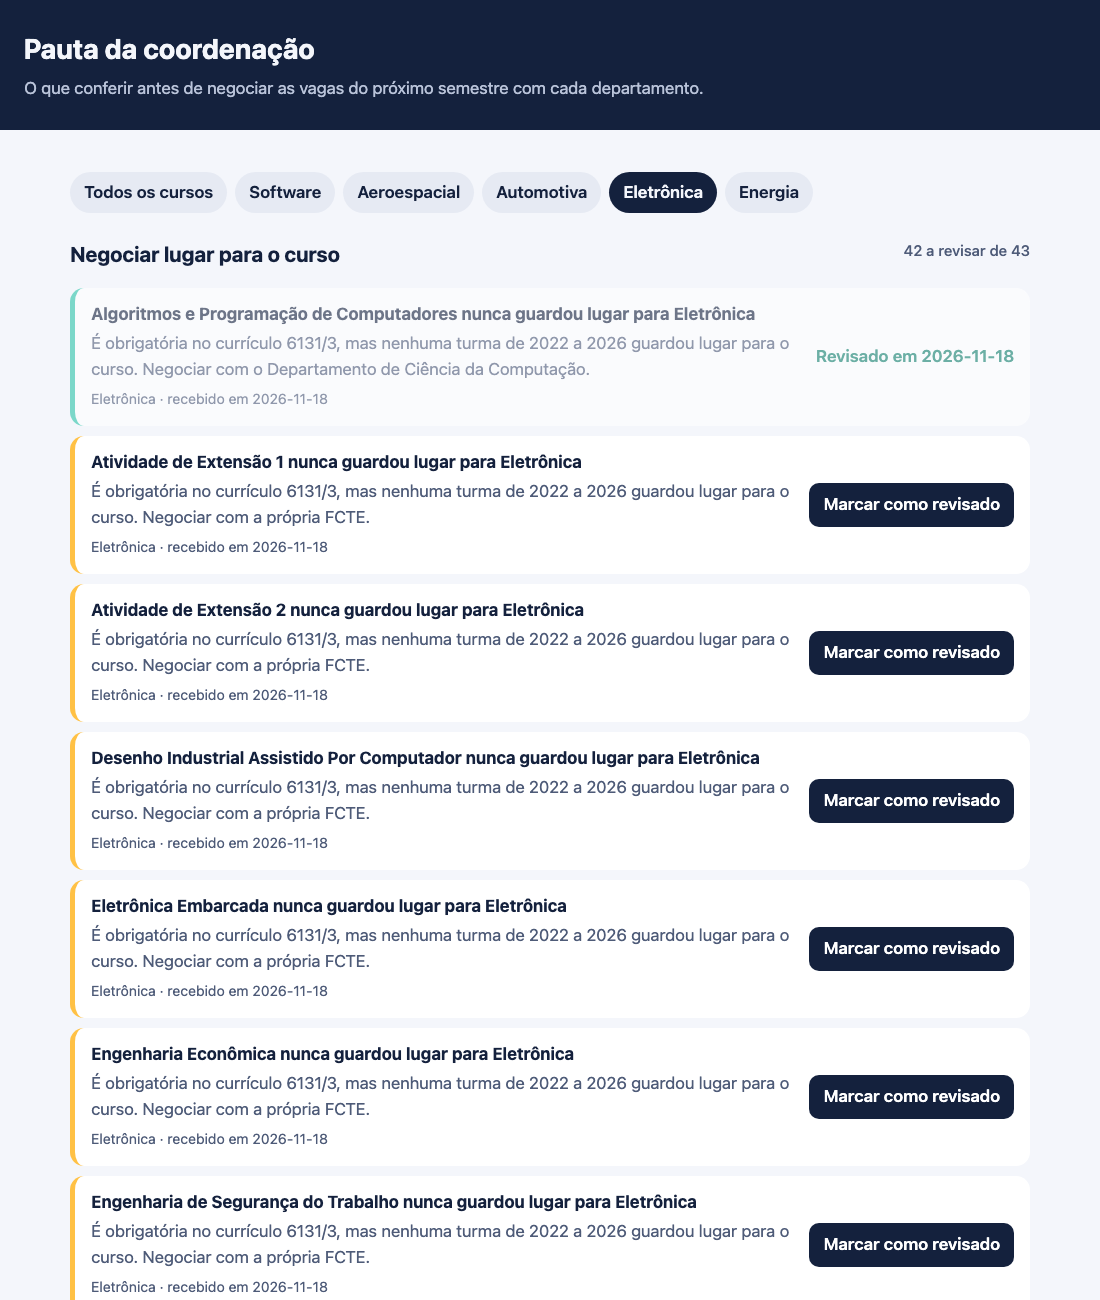 Pauta da coordenação
O que conferir antes de negociar as vagas do próximo semestre com cada departamento.
Todos os cursos
Software
Aeroespacial
Automotiva
Eletrônica
Energia
Negociar lugar para o curso
42 a revisar de 43
Algoritmos e Programação de Computadores nunca guardou lugar para Eletrônica
É obrigatória no currículo 6131/3, mas nenhuma turma de 2022 a 2026 guardou lugar para o
curso. Negociar com o Departamento de Ciência da Computação.
Eletrônica · recebido em 2026-11-18
Revisado em 2026-11-18
Atividade de Extensão 1 nunca guardou lugar para Eletrônica
É obrigatória no currículo 6131/3, mas nenhuma turma de 2022 a 2026 guardou lugar para o
curso. Negociar com a própria FCTE.
Eletrônica · recebido em 2026-11-18
Marcar como revisado
Atividade de Extensão 2 nunca guardou lugar para Eletrônica
É obrigatória no currículo 6131/3, mas nenhuma turma de 2022 a 2026 guardou lugar para o
curso. Negociar com a própria FCTE.
Eletrônica · recebido em 2026-11-18
Marcar como revisado
Desenho Industrial Assistido Por Computador nunca guardou lugar para Eletrônica
É obrigatória no currículo 6131/3, mas nenhuma turma de 2022 a 2026 guardou lugar para o
curso. Negociar com a própria FCTE.
Eletrônica · recebido em 2026-11-18
Marcar como revisado
Eletrônica Embarcada nunca guardou lugar para Eletrônica
É obrigatória no currículo 6131/3, mas nenhuma turma de 2022 a 2026 guardou lugar para o
curso. Negociar com a própria FCTE.
Eletrônica · recebido em 2026-11-18
Marcar como revisado
Engenharia Econômica nunca guardou lugar para Eletrônica
É obrigatória no currículo 6131/3, mas nenhuma turma de 2022 a 2026 guardou lugar para o
curso. Negociar com a própria FCTE.
Eletrônica · recebido em 2026-11-18
Marcar como revisado
Engenharia de Segurança do Trabalho nunca guardou lugar para Eletrônica
É obrigatória no currículo 6131/3, mas nenhuma turma de 2022 a 2026 guardou lugar para o
curso. Negociar com a própria FCTE.
Eletrônica · recebido em 2026-11-18
Marcar como revisado